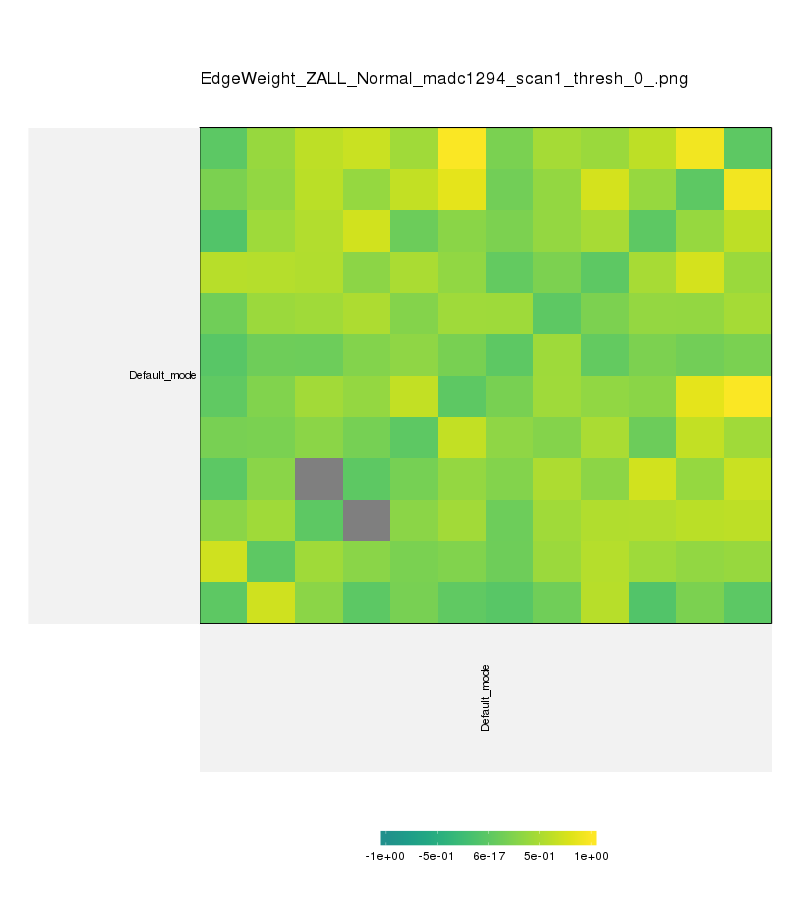 EdgeWeight_ZALL_Normal_madc1294_scan1_thresh_0_.png
Default_mode
Default_mode
-1e+00 -5e-01 6e-17 5e-01 1e+00